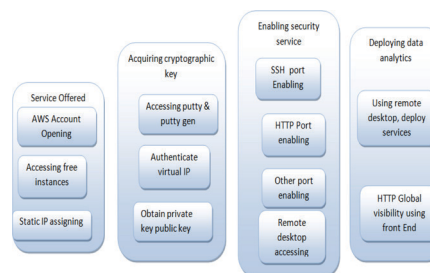 Service Offered
AWS Account
Opening
Accessing free
instances
Static IP assigning
Acquiring cryptographic
key
Accessing putty &
putty gen
Authenticate
virtual IP
Obtain private
key public key
Enabling security
service
SSH port
Enabling
HTTP Port
enabling
Other port
enabling
Remote
desktop
accessing
Deploying data
analytics
Using remote
desktop, deploy
services
HTTP Global
visibility using
front End